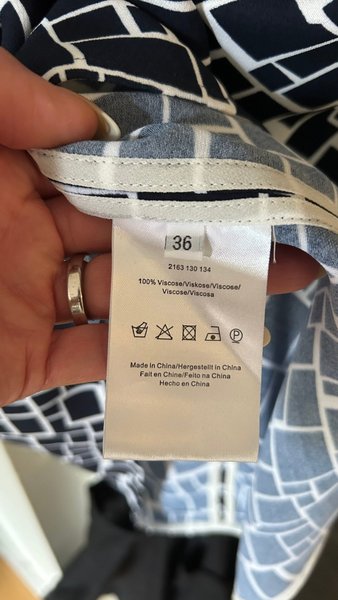 36
2163 130 134
100% Viscose/Viskose/Viscose/
Viscose/Viscosa
P
Made in China/Hergestellt in China
Fait en Chine/Feito na China
Hecho en China